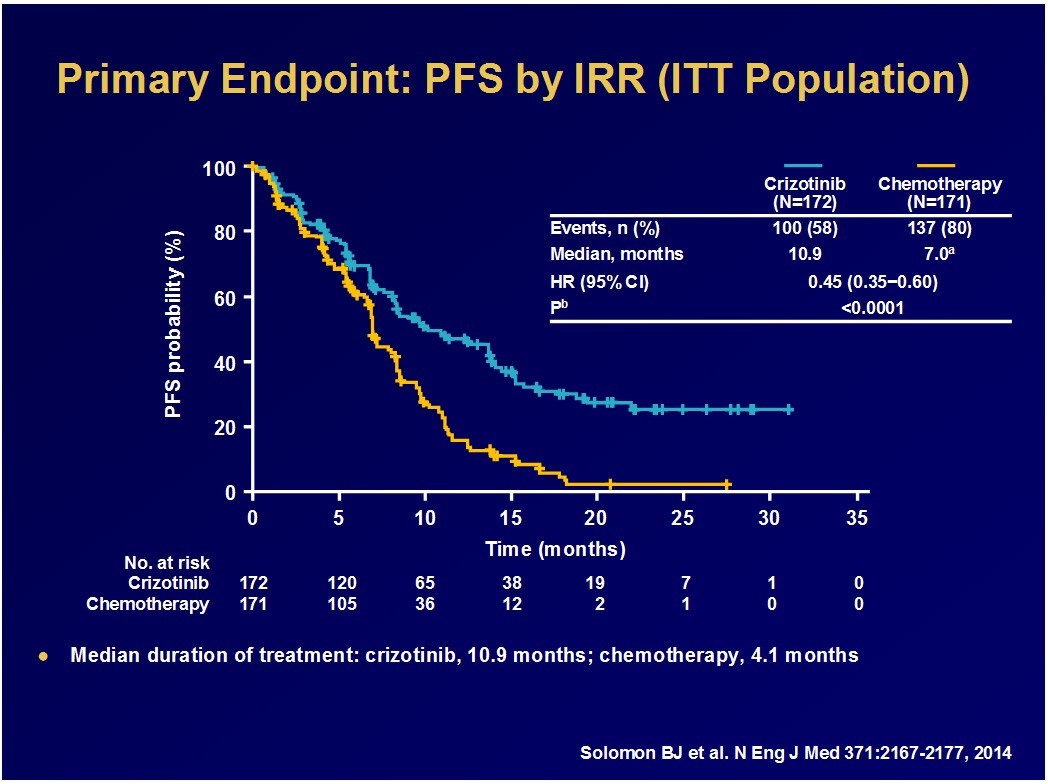 Primary Endpoint: PFS by IRR (ITT Population)
PFS probability (%)
100
80
60
40
20
0
0 5 10 15 20 25 30 35
Time (months)
Crizotinib Chemotherapy
(N=172) (N=171)
Events, n (%) 100 (58) 137 (80)
Median, months 10.9 7.0ᵃ
HR (95% CI) 0.45 (0.35–0.60)
Pᵇ <0.0001
No. at risk
Crizotinib 172 120 65 38 19 7 1 0
Chemotherapy 171 105 36 12 2 1 0 0
● Median duration of treatment: crizotinib, 10.9 months; chemotherapy, 4.1 months
Solomon BJ et al. N Eng J Med 371:2167-2177, 2014